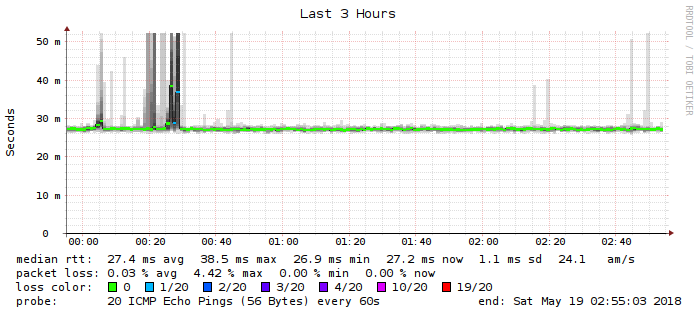 Last 3 Hours
RRDTOOL / TOBI OETIKER
Seconds
50 m
40 m
30 m
20 m
10 m
0
00:00 00:20 00:40 01:00 01:20 01:40 02:00 02:20 02:40
median rtt: 27.4 ms avg 38.5 ms max 26.9 ms min 27.2 ms now 1.1 ms sd 24.1 am/s
packet loss: 0.03 % avg 4.42 % max 0.00 % min 0.00 % now
loss color: 0 1/20 2/20 3/20 4/20 10/20 19/20
probe: 20 ICMP Echo Pings (56 Bytes) every 60s end: Sat May 19 02:55:03 2018